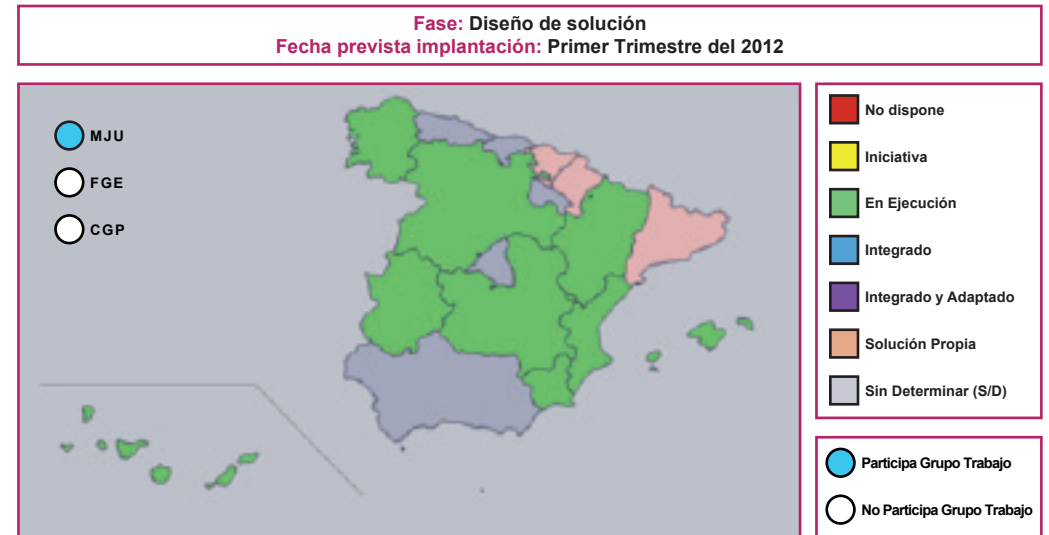 Fase: Diseño de solución
Fecha prevista implantación: Primer Trimestre del 2012
MJU
FGE
CGP
No dispone
Iniciativa
En Ejecución
Integrado
Integrado y Adaptado
Solución Propia
Sin Determinar (S/D)
Participa Grupo Trabajo
No Participa Grupo Trabajo